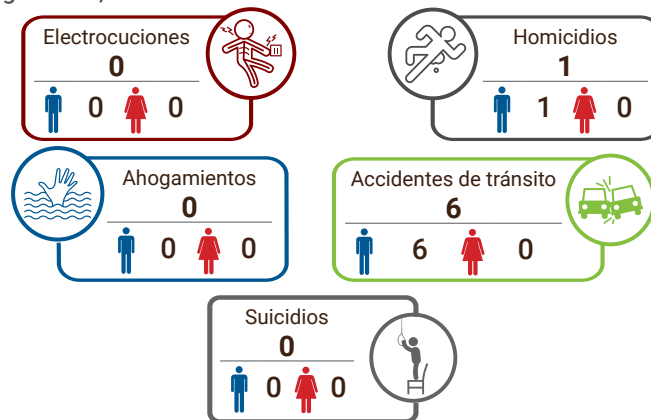 Electrocuciones
0
0 0
Homicidios
1
1 0
Ahogamientos
0
0 0
Accidentes de tránsito
6
6 0
Suicidios
0
0 0